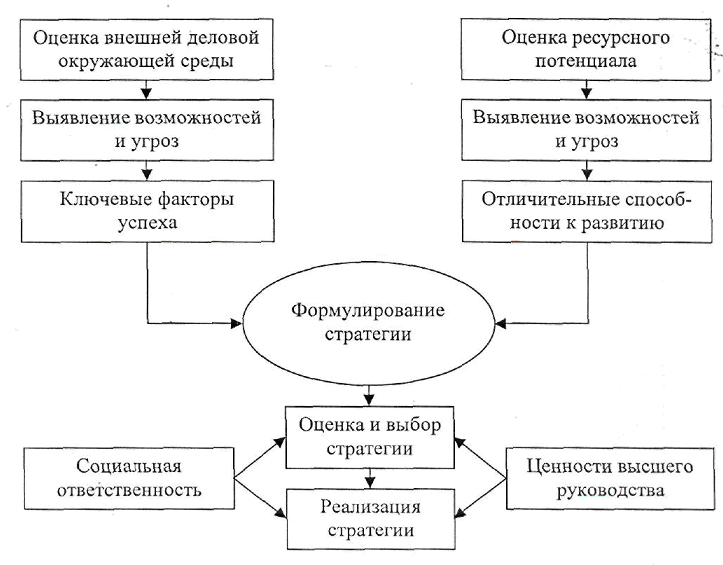 Оценка внешней деловой
окружающей среды
Оценка ресурсного
потенциала
Выявление возможностей
и угроз
Выявление возможностей
и угроз
Ключевые факторы
успеха
Отличительные способ-
ности к развитию
Формулирование
стратегии
Оценка и выбор
стратегии
Социальная
ответственность
Ценности высшего
руководства
Реализация
стратегии